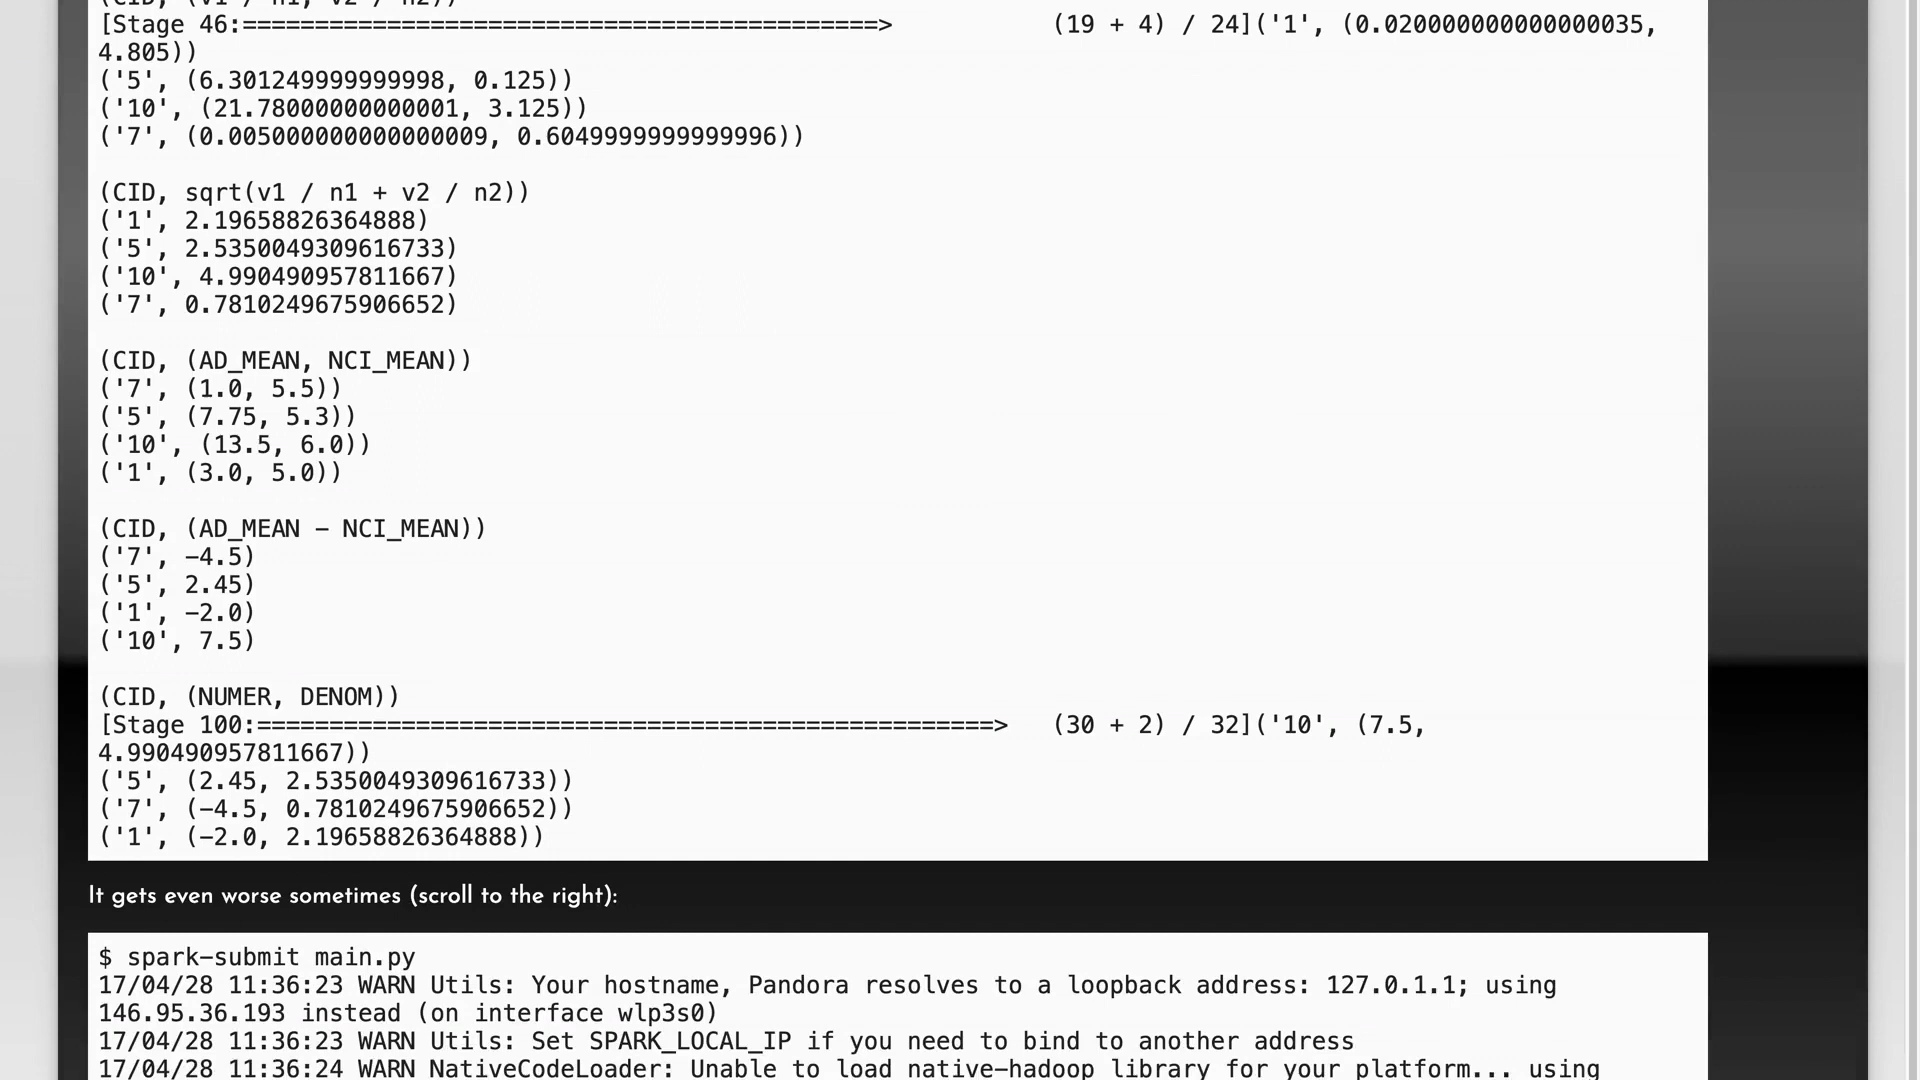 (CID, (v1 / n1, v2 / n2))
[Stage 46:============================================>           (19 + 4) / 24]('1', (0.020000000000000035,
4.805))
('5', (6.301249999999998, 0.125))
('10', (21.78000000000001, 3.125))
('7', (0.005000000000000009, 0.6049999999999996))
(CID, sqrt(v1 / n1 + v2 / n2))
('1', 2.19658826364888)
('5', 2.5350049309616733)
('10', 4.990490957811667)
('7', 0.7810249675906652)
(CID, (AD_MEAN, NCI_MEAN))
('7', (1.0, 5.5))
('5', (7.75, 5.3))
('10', (13.5, 6.0))
('1', (3.0, 5.0))
(CID, (AD_MEAN - NCI_MEAN))
('7', -4.5)
('5', 2.45)
('1', -2.0)
('10', 7.5)
(CID, (NUMER, DENOM))
[Stage 100:===================================================>   (30 + 2) / 32]('10', (7.5,
4.990490957811667))
('5', (2.45, 2.5350049309616733))
('7', (-4.5, 0.7810249675906652))
('1', (-2.0, 2.19658826364888))
It gets even worse sometimes (scroll to the right):
$ spark-submit main.py
17/04/28 11:36:23 WARN Utils: Your hostname, Pandora resolves to a loopback address: 127.0.1.1; using
146.95.36.193 instead (on interface wlp3s0)
17/04/28 11:36:23 WARN Utils: Set SPARK_LOCAL_IP if you need to bind to another address
17/04/28 11:36:24 WARN NativeCodeLoader: Unable to load native-hadoop library for your platform... using